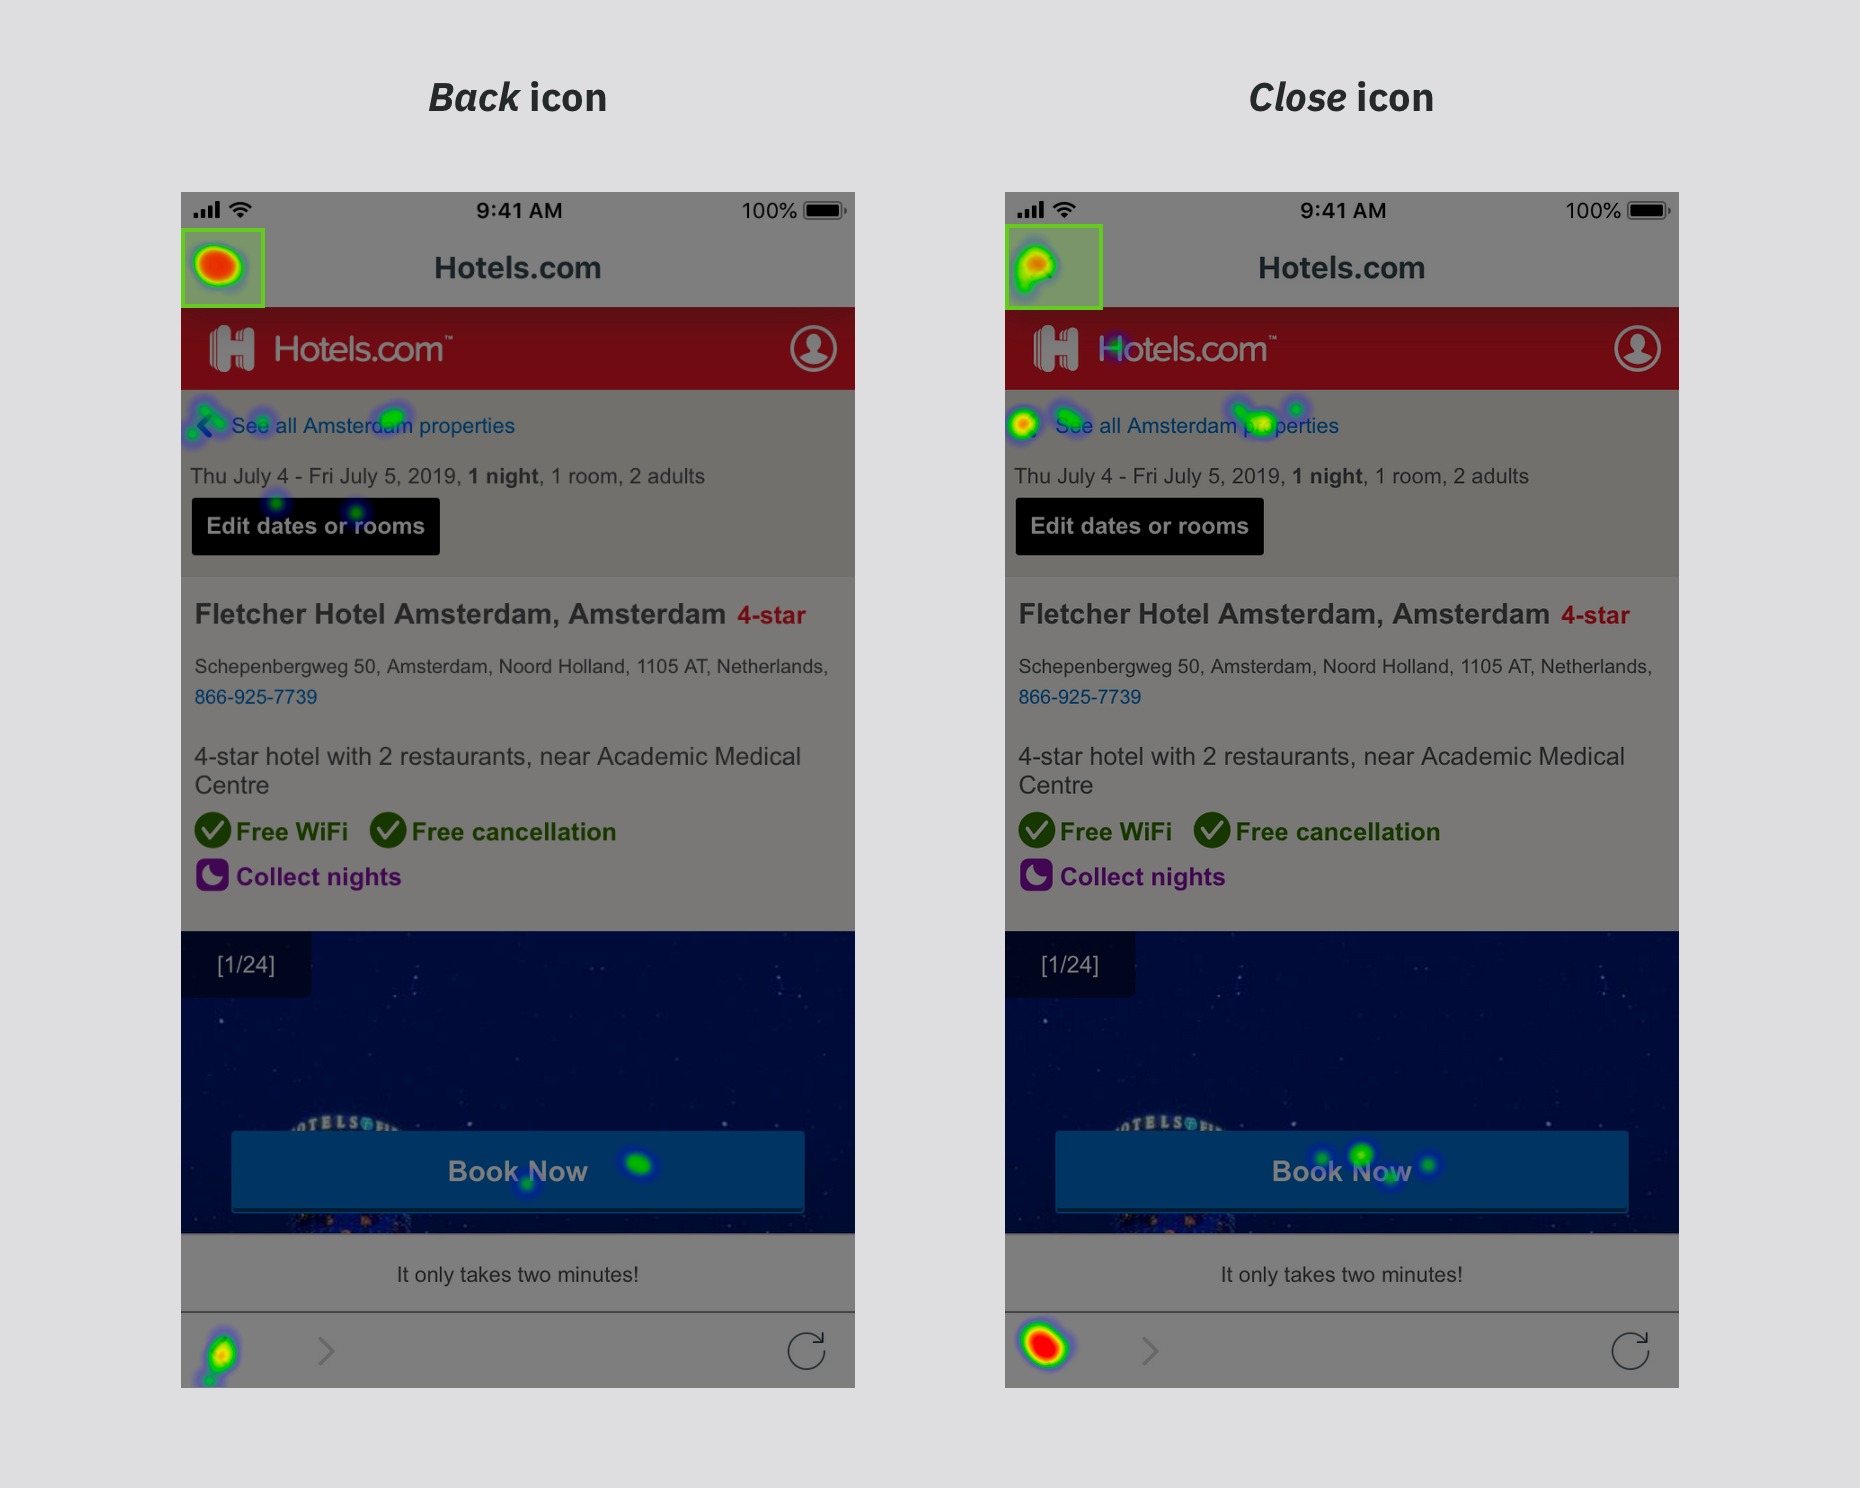 Back icon
Close icon
9:41 AM
100%
Hotels.com
Hotels.com™
See all Amsterdam properties
Thu July 4 - Fri July 5, 2019, 1 night, 1 room, 2 adults
Edit dates or rooms
Fletcher Hotel Amsterdam, Amsterdam 4-star
Schepenbergweg 50, Amsterdam, Noord Holland, 1105 AT, Netherlands,
866-925-7739
4-star hotel with 2 restaurants, near Academic Medical
Centre
Free WiFi Free cancellation
Collect nights
[1/24]
Book Now
It only takes two minutes!
9:41 AM
100%
Hotels.com
Hotels.com™
See all Amsterdam properties
Thu July 4 - Fri July 5, 2019, 1 night, 1 room, 2 adults
Edit dates or rooms
Fletcher Hotel Amsterdam, Amsterdam 4-star
Schepenbergweg 50, Amsterdam, Noord Holland, 1105 AT, Netherlands,
866-925-7739
4-star hotel with 2 restaurants, near Academic Medical
Centre
Free WiFi Free cancellation
Collect nights
[1/24]
Book Now
It only takes two minutes!